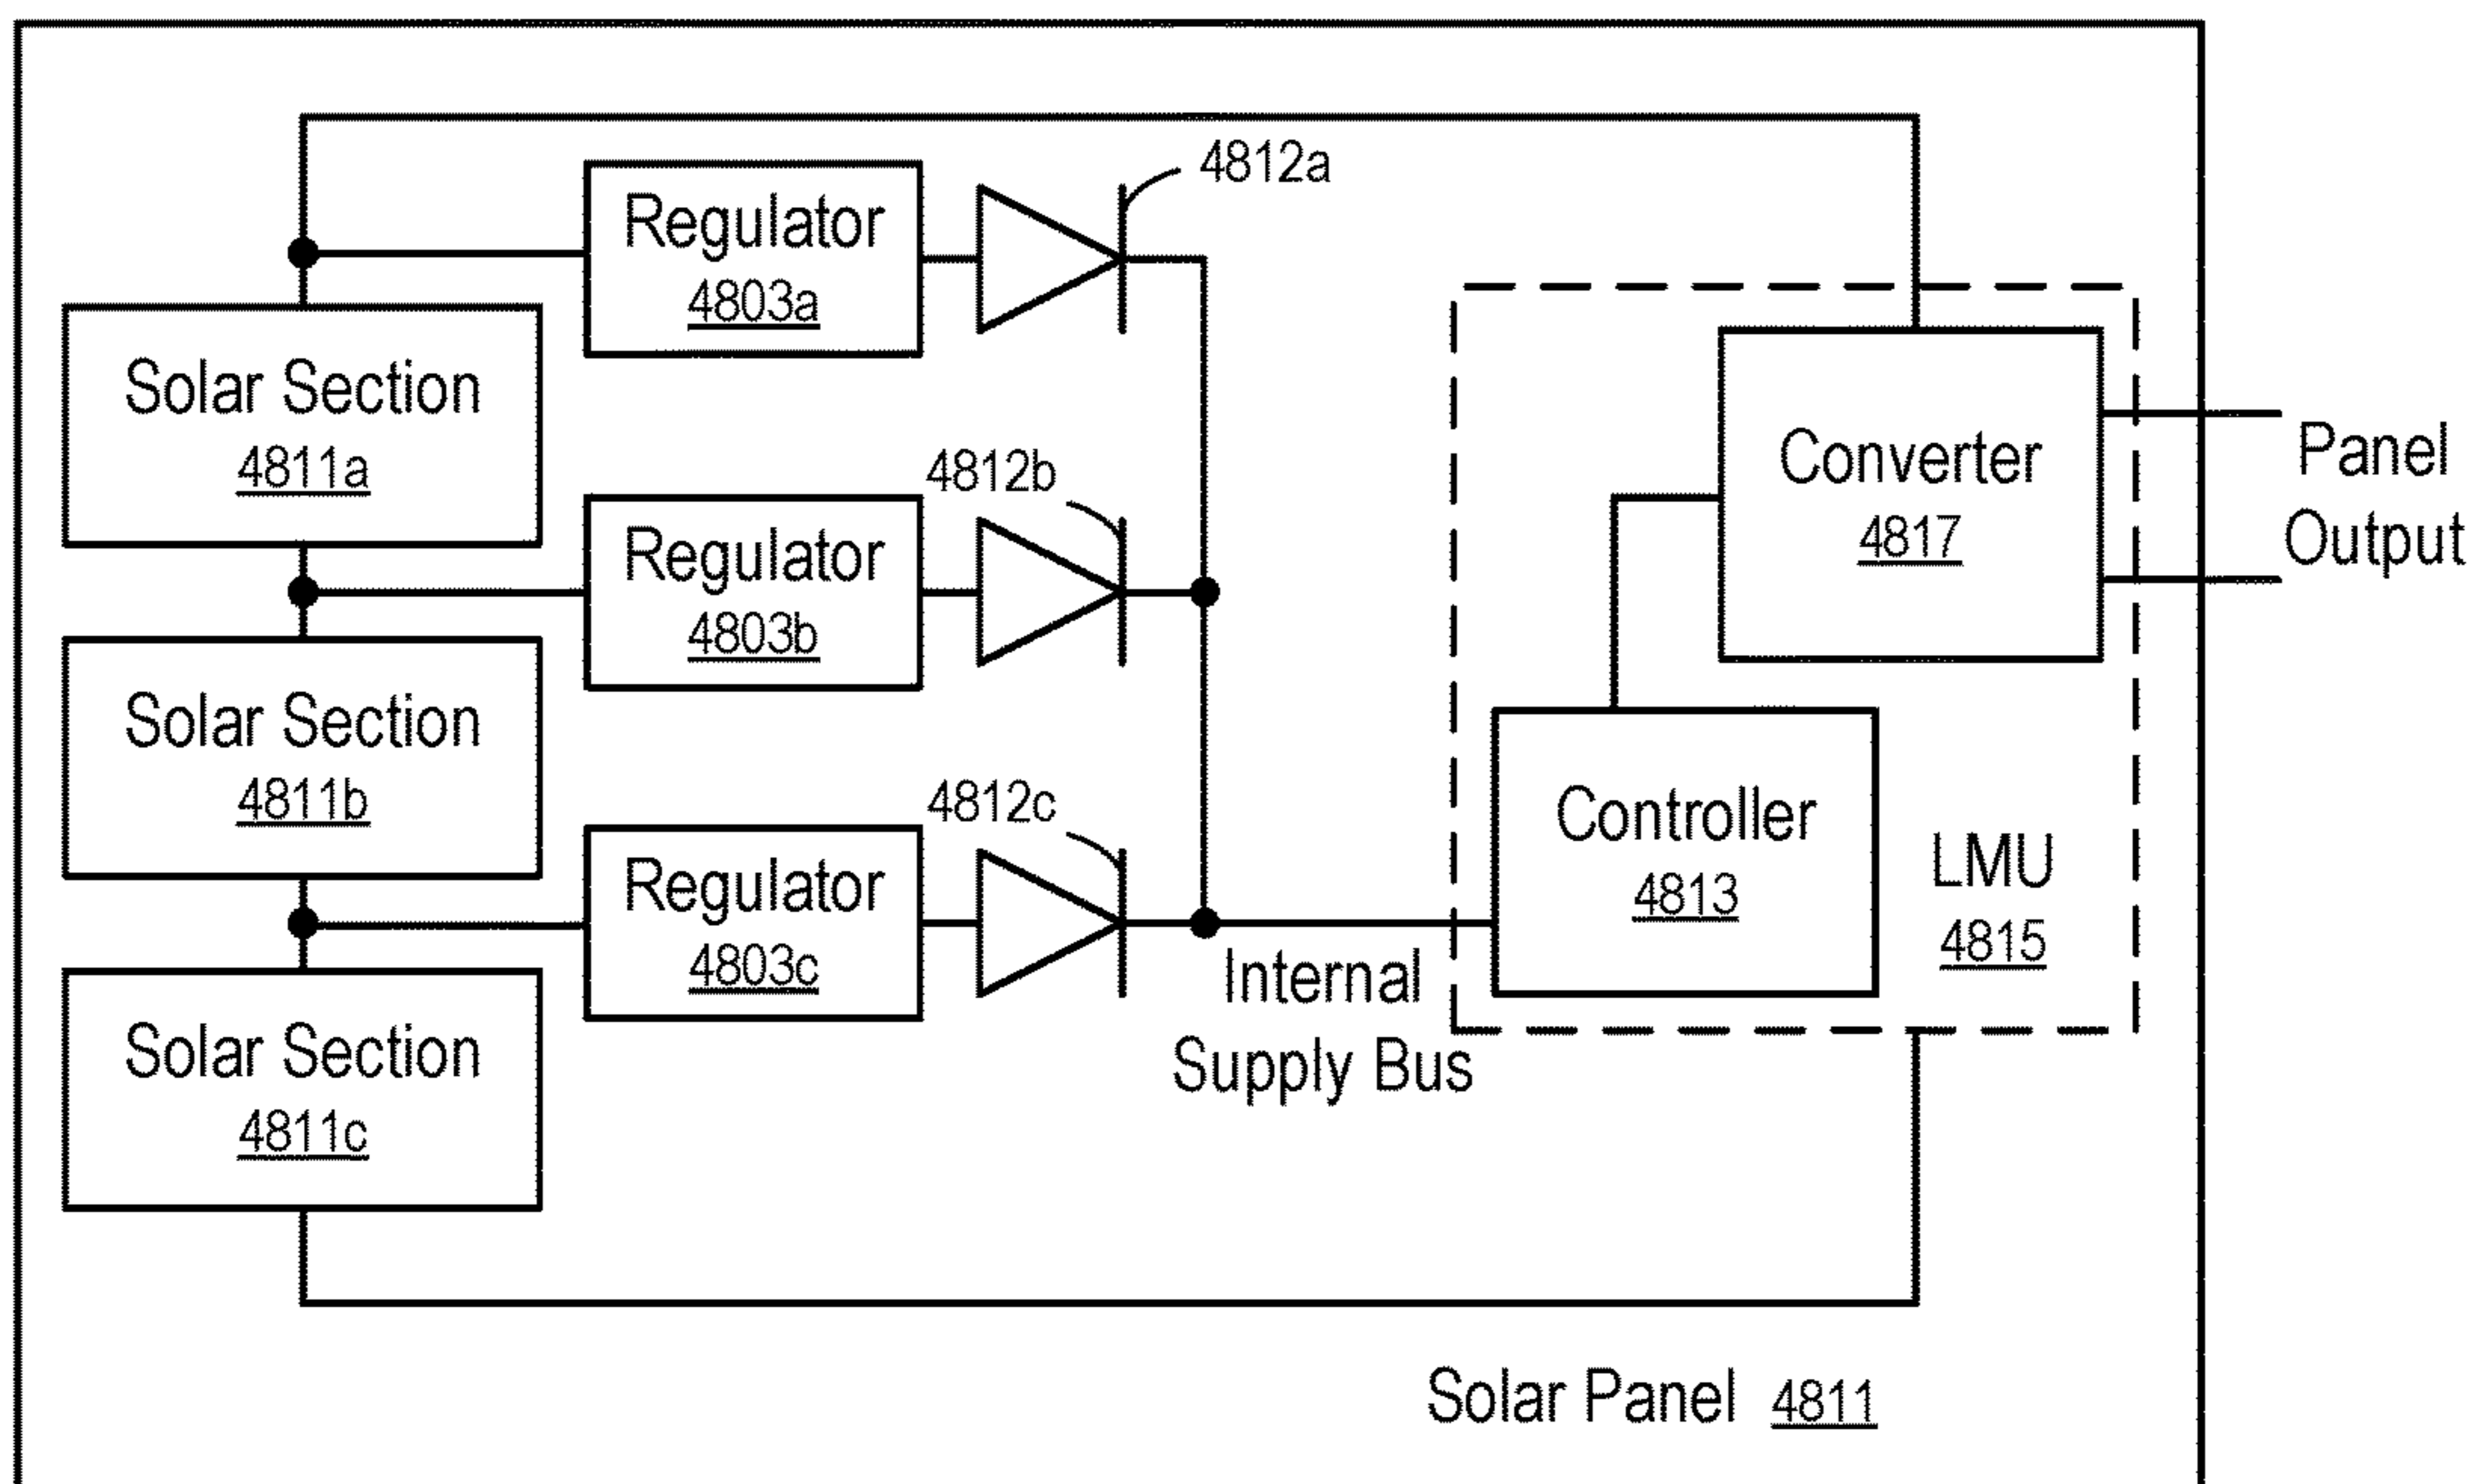 4812a
Regulator
4803a
Solar Section
4811a
4812b
Regulator
4803b
Converter
4817
Panel
Output
Solar Section
4811b
4812c
Regulator
4803c
Controller
4813
LMU
4815
Internal
Supply Bus
Solar Section
4811c
Solar Panel 4811